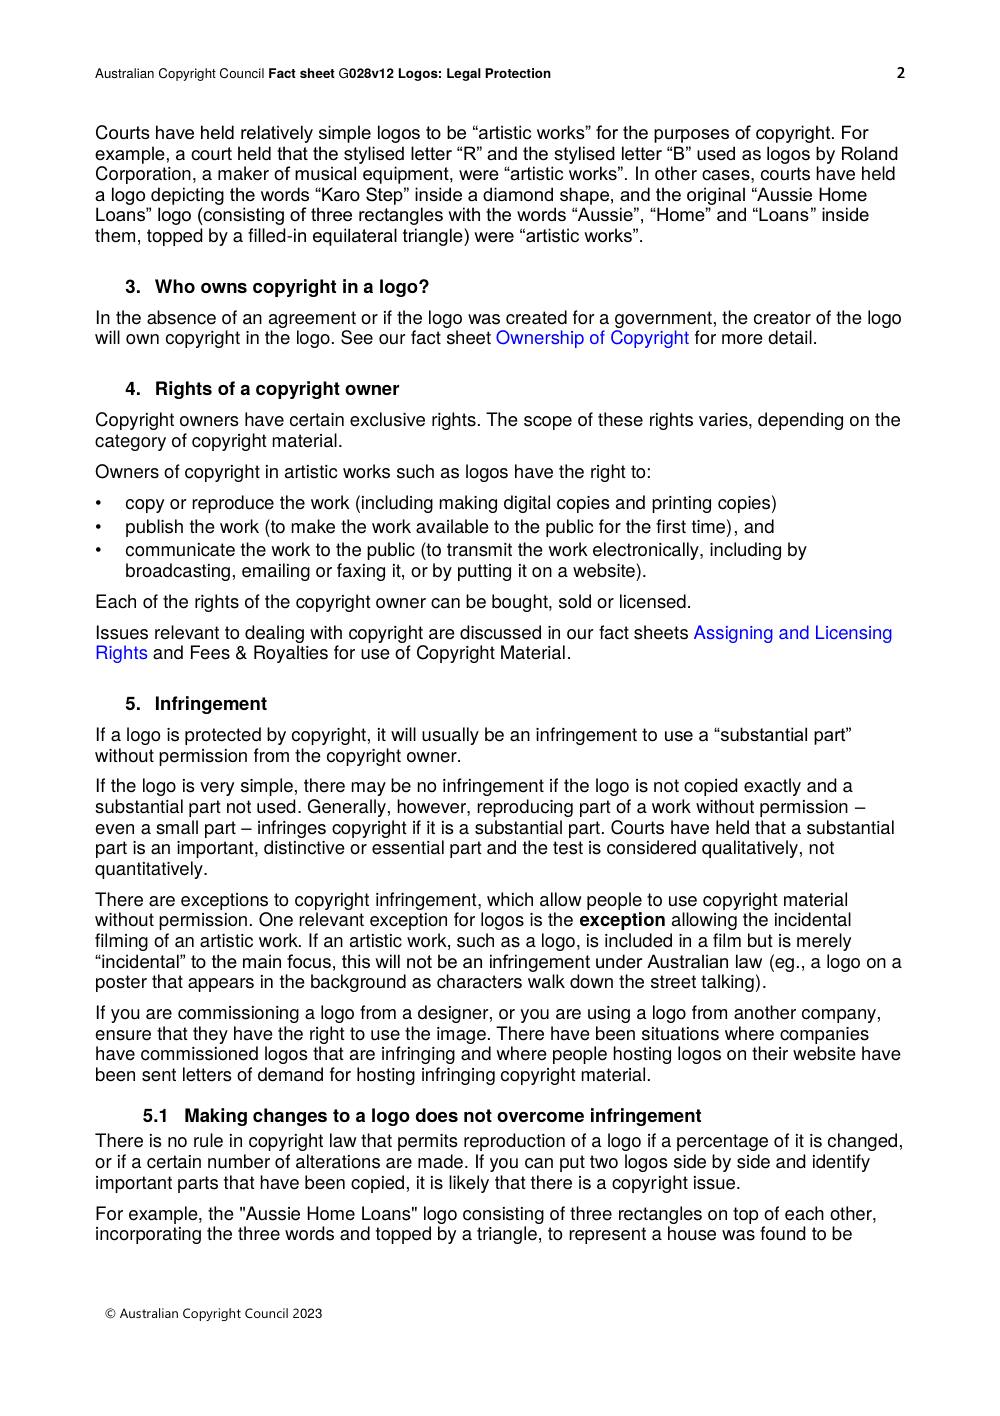 Australian Copyright Council Fact sheet G028v12 Logos: Legal Protection 2
Courts have held relatively simple logos to be “artistic works” for the purposes of copyright. For
example, a court held that the stylised letter “R” and the stylised letter “B” used as logos by Roland
Corporation, a maker of musical equipment, were “artistic works”. In other cases, courts have held
a logo depicting the words “Karo Step” inside a diamond shape, and the original “Aussie Home
Loans” logo (consisting of three rectangles with the words “Aussie”, “Home” and “Loans” inside
them, topped by a filled-in equilateral triangle) were “artistic works”.
3. Who owns copyright in a logo?
In the absence of an agreement or if the logo was created for a government, the creator of the logo
will own copyright in the logo. See our fact sheet Ownership of Copyright for more detail.
4. Rights of a copyright owner
Copyright owners have certain exclusive rights. The scope of these rights varies, depending on the
category of copyright material.
Owners of copyright in artistic works such as logos have the right to:
• copy or reproduce the work (including making digital copies and printing copies)
• publish the work (to make the work available to the public for the first time), and
• communicate the work to the public (to transmit the work electronically, including by
broadcasting, emailing or faxing it, or by putting it on a website).
Each of the rights of the copyright owner can be bought, sold or licensed.
Issues relevant to dealing with copyright are discussed in our fact sheets Assigning and Licensing
Rights and Fees & Royalties for use of Copyright Material.
5. Infringement
If a logo is protected by copyright, it will usually be an infringement to use a “substantial part”
without permission from the copyright owner.
If the logo is very simple, there may be no infringement if the logo is not copied exactly and a
substantial part not used. Generally, however, reproducing part of a work without permission –
even a small part – infringes copyright if it is a substantial part. Courts have held that a substantial
part is an important, distinctive or essential part and the test is considered qualitatively, not
quantitatively.
There are exceptions to copyright infringement, which allow people to use copyright material
without permission. One relevant exception for logos is the exception allowing the incidental
filming of an artistic work. If an artistic work, such as a logo, is included in a film but is merely
“incidental” to the main focus, this will not be an infringement under Australian law (eg., a logo on a
poster that appears in the background as characters walk down the street talking).
If you are commissioning a logo from a designer, or you are using a logo from another company,
ensure that they have the right to use the image. There have been situations where companies
have commissioned logos that are infringing and where people hosting logos on their website have
been sent letters of demand for hosting infringing copyright material.
5.1 Making changes to a logo does not overcome infringement
There is no rule in copyright law that permits reproduction of a logo if a percentage of it is changed,
or if a certain number of alterations are made. If you can put two logos side by side and identify
important parts that have been copied, it is likely that there is a copyright issue.
For example, the "Aussie Home Loans" logo consisting of three rectangles on top of each other,
incorporating the three words and topped by a triangle, to represent a house was found to be
© Australian Copyright Council 2023